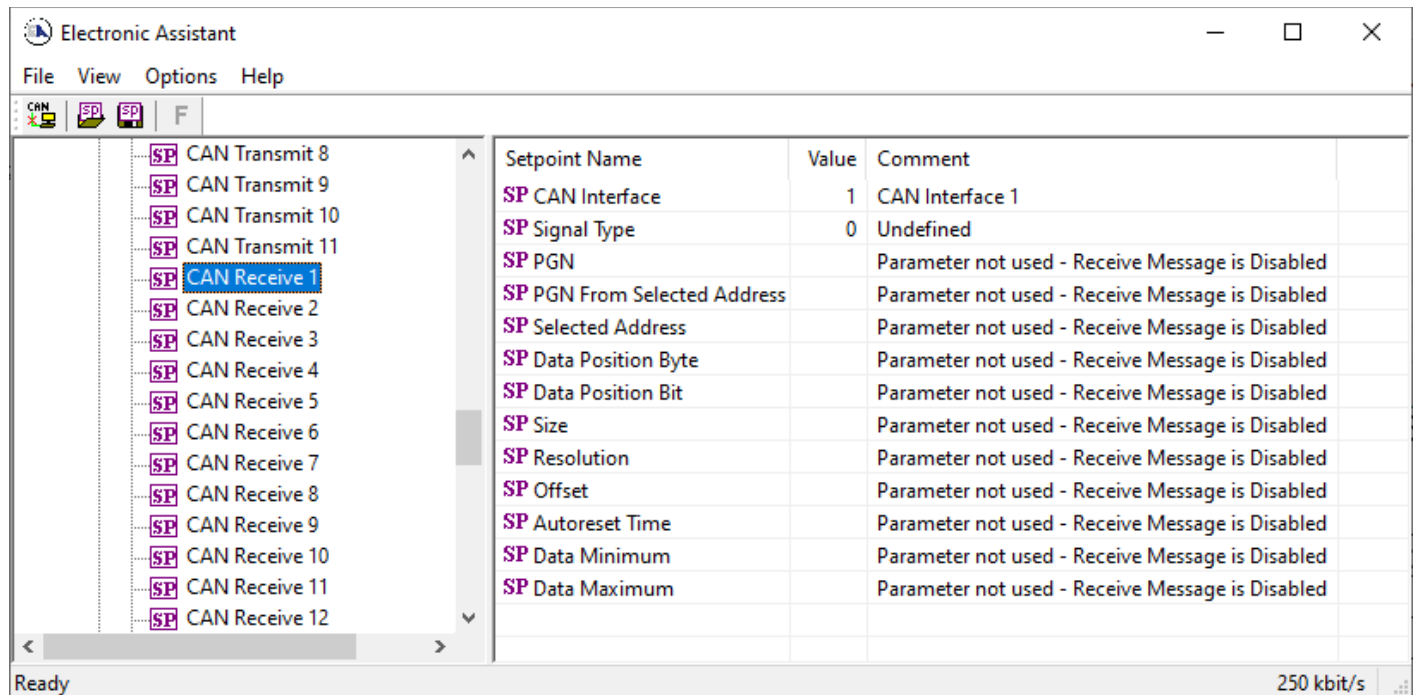 Electronic Assistant
File View Options Help
CAN SP SP F
SP CAN Transmit 8
SP CAN Transmit 9
SP CAN Transmit 10
SP CAN Transmit 11
SP CAN Receive 1
SP CAN Receive 2
SP CAN Receive 3
SP CAN Receive 4
SP CAN Receive 5
SP CAN Receive 6
SP CAN Receive 7
SP CAN Receive 8
SP CAN Receive 9
SP CAN Receive 10
SP CAN Receive 11
SP CAN Receive 12
Setpoint Name Value Comment
SP CAN Interface 1 CAN Interface 1
SP Signal Type 0 Undefined
SP PGN Parameter not used - Receive Message is Disabled
SP PGN From Selected Address Parameter not used - Receive Message is Disabled
SP Selected Address Parameter not used - Receive Message is Disabled
SP Data Position Byte Parameter not used - Receive Message is Disabled
SP Data Position Bit Parameter not used - Receive Message is Disabled
SP Size Parameter not used - Receive Message is Disabled
SP Resolution Parameter not used - Receive Message is Disabled
SP Offset Parameter not used - Receive Message is Disabled
SP Autoreset Time Parameter not used - Receive Message is Disabled
SP Data Minimum Parameter not used - Receive Message is Disabled
SP Data Maximum Parameter not used - Receive Message is Disabled
Ready 250 kbit/s